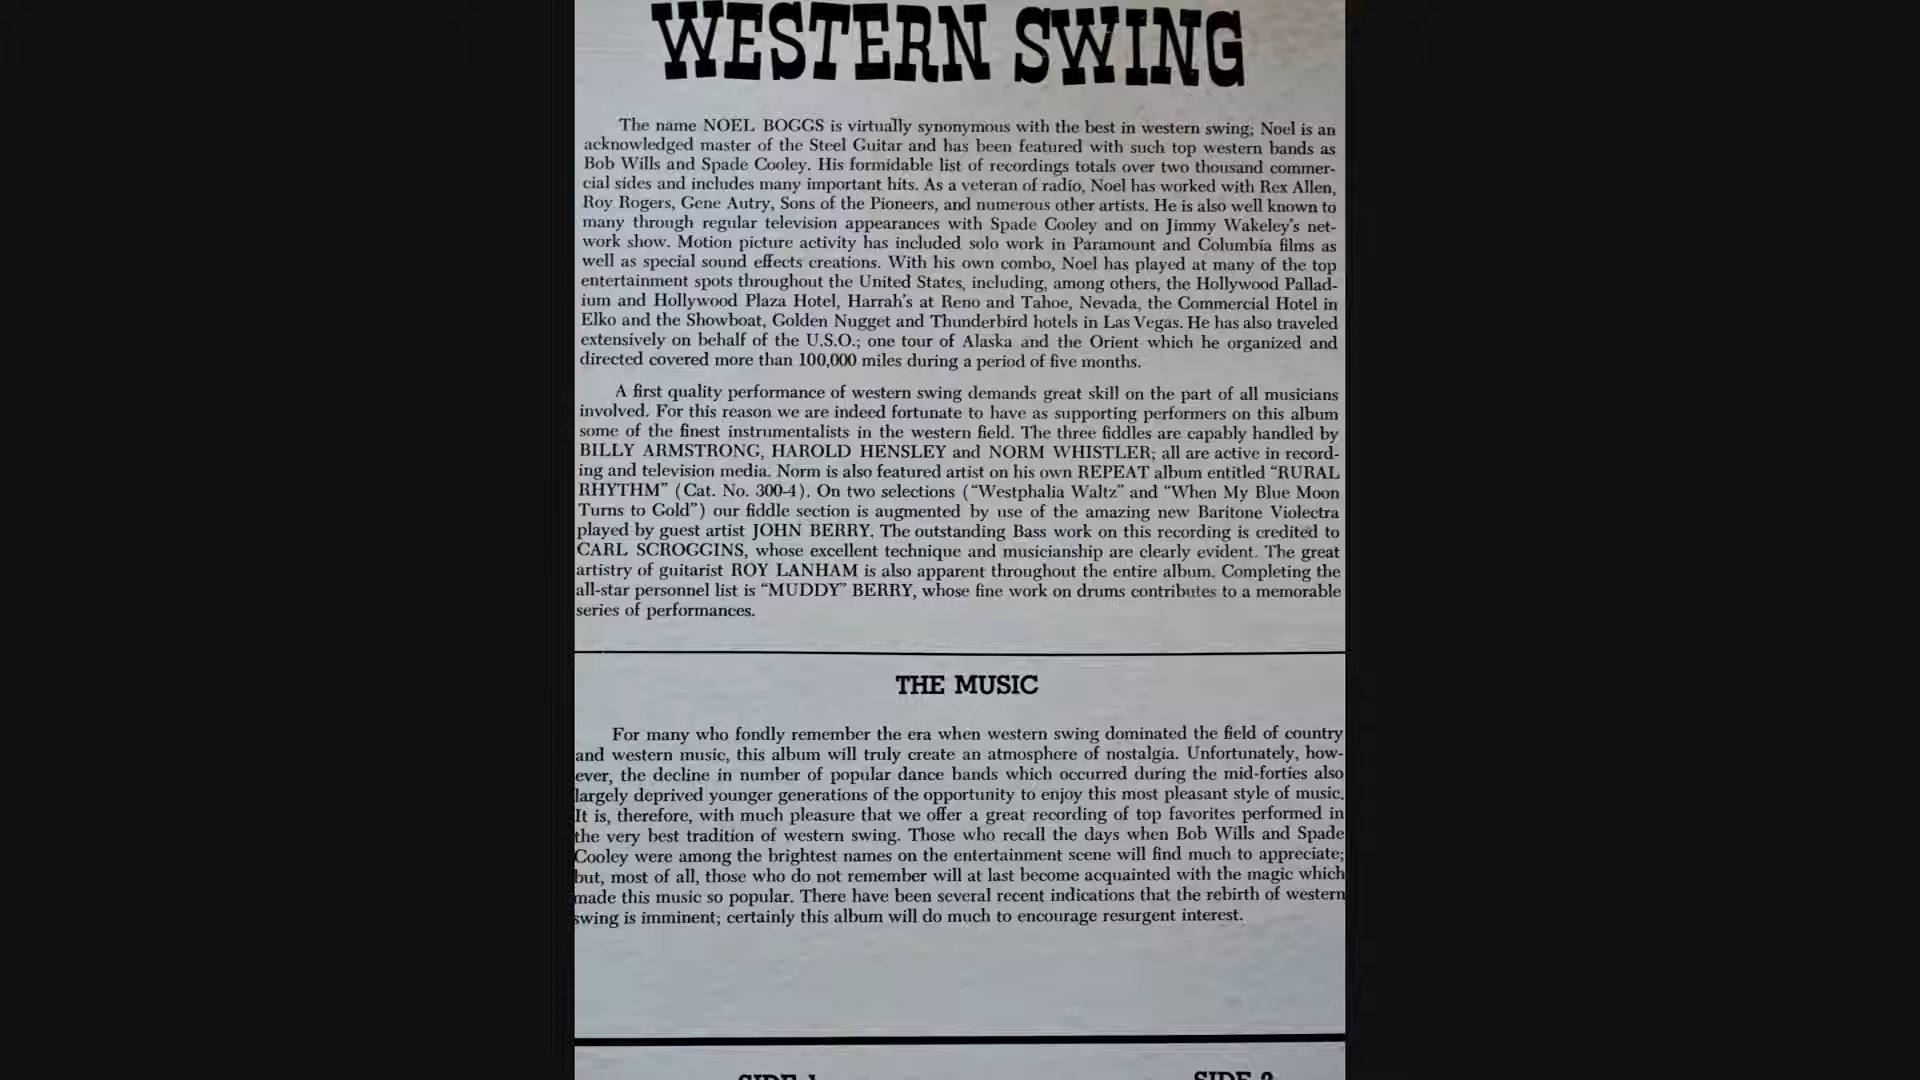 WESTERN SWING
The name NOEL BOGGS is virtually synonymous with the best in western swing; Noel is an
acknowledged master of the Steel Guitar and has been featured with such top western bands as
Bob Wills and Spade Cooley. His formidable list of recordings totals over two thousand commer-
cial sides and includes many important hits. As a veteran of radio, Noel has worked with Rex Allen,
Roy Rogers, Gene Autry, Sons of the Pioneers, and numerous other artists. He is also well known to
many through regular television appearances with Spade Cooley and on Jimmy Wakeley's net-
work show. Motion picture activity has included solo work in Paramount and Columbia films as
well as special sound effects creations. With his own combo, Noel has played at many of the top
entertainment spots throughout the United States, including, among others, the Hollywood Pallad-
ium and Hollywood Plaza Hotel, Harrah's at Reno and Tahoe, Nevada, the Commercial Hotel in
Elko and the Showboat, Golden Nugget and Thunderbird hotels in Las Vegas. He has also traveled
extensively on behalf of the U.S.O.; one tour of Alaska and the Orient which he organized and
directed covered more than 100,000 miles during a period of five months.
A first quality performance of western swing demands great skill on the part of all musicians
involved. For this reason we are indeed fortunate to have as supporting performers on this album
some of the finest instrumentalists in the western field. The three fiddles are capably handled by
BILLY ARMSTRONG, HAROLD HENSLEY and NORM WHISTLER; all are active in record-
ing and television media. Norm is also featured artist on his own REPEAT album entitled “RURAL
RHYTHM” (Cat. No. 300-4). On two selections (“Westphalia Waltz” and “When My Blue Moon
Turns to Gold”) our fiddle section is augmented by use of the amazing new Baritone Violectra
played by guest artist JOHN BERRY. The outstanding Bass work on this recording is credited to
CARL SCROGGINS, whose excellent technique and musicianship are clearly evident. The great
artistry of guitarist ROY LANHAM is also apparent throughout the entire album. Completing the
all-star personnel list is “MUDDY” BERRY, whose fine work on drums contributes to a memorable
series of performances.
THE MUSIC
For many who fondly remember the era when western swing dominated the field of country
and western music, this album will truly create an atmosphere of nostalgia. Unfortunately, how-
ever, the decline in number of popular dance bands which occurred during the mid-forties also
largely deprived younger generations of the opportunity to enjoy this most pleasant style of music.
It is, therefore, with much pleasure that we offer a great recording of top favorites performed in
the very best tradition of western swing. Those who recall the days when Bob Wills and Spade
Cooley were among the brightest names on the entertainment scene will find much to appreciate;
but, most of all, those who do not remember will at last become acquainted with the magic which
made this music so popular. There have been several recent indications that the rebirth of western
swing is imminent; certainly this album will do much to encourage resurgent interest.
SIDE 1 SIDE 2